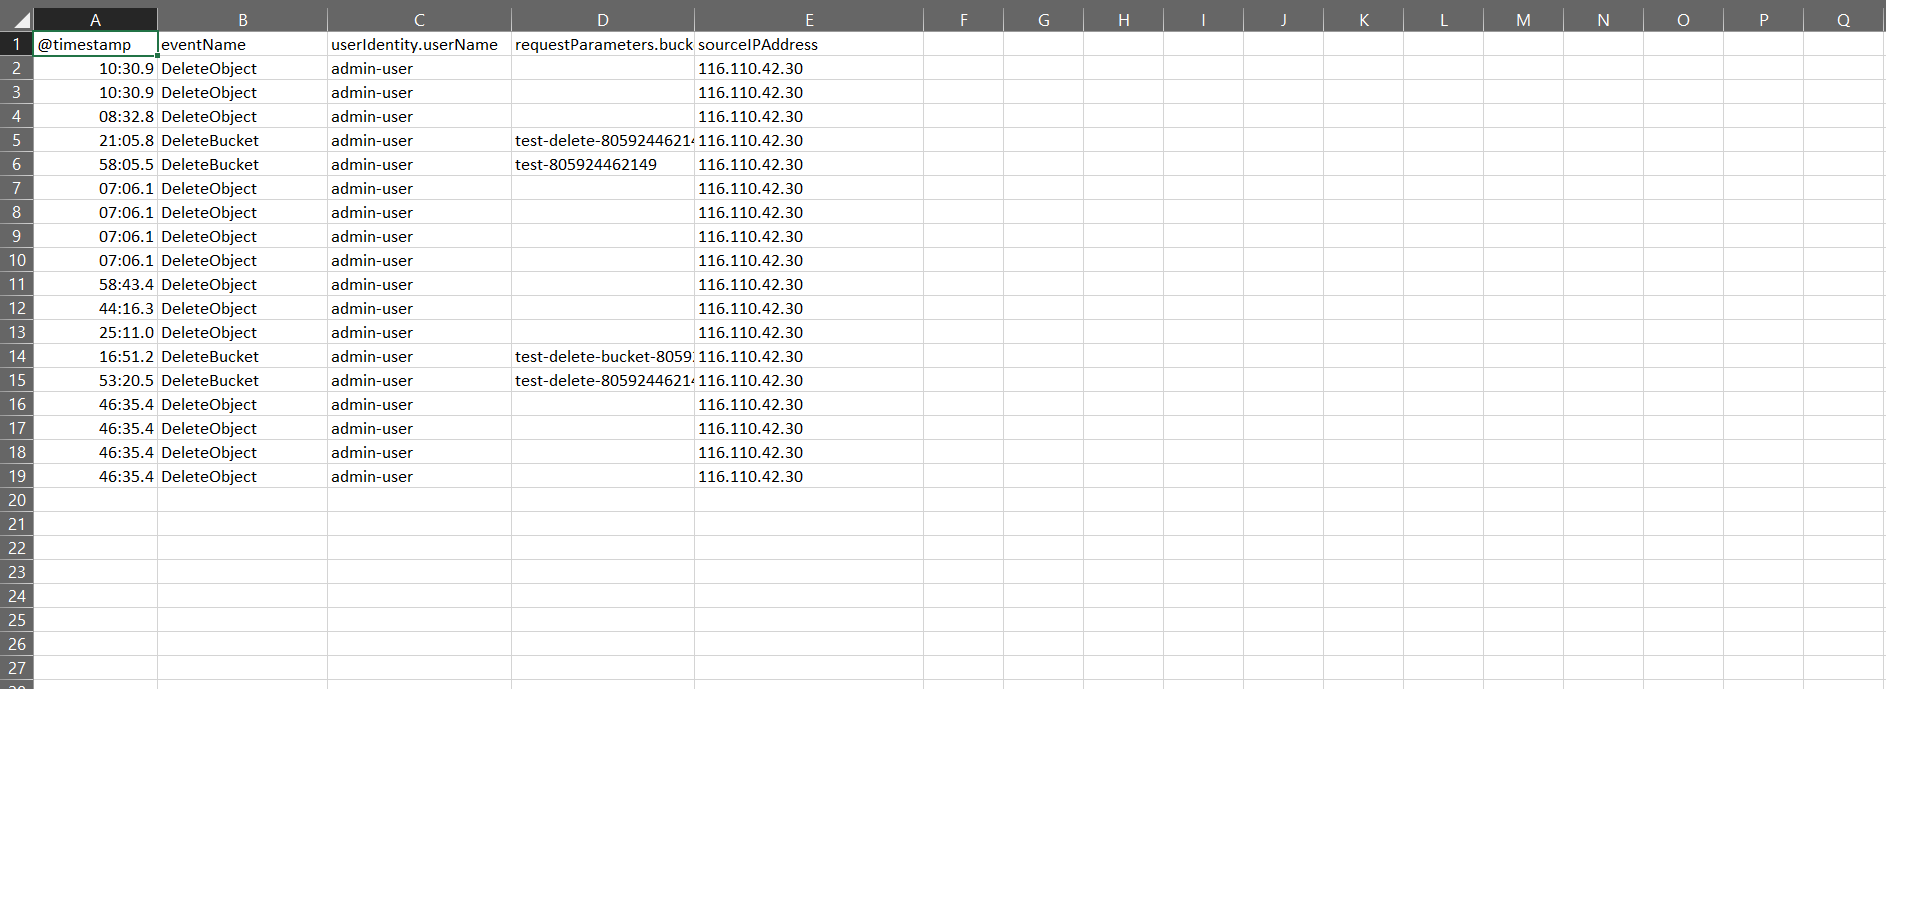 A B C D E F G H I J K L M N O P Q
1 @timestamp eventName userIdentity.userName requestParameters.buck sourceIPAddress
2 10:30.9 DeleteObject admin-user 116.110.42.30
3 10:30.9 DeleteObject admin-user 116.110.42.30
4 08:32.8 DeleteObject admin-user 116.110.42.30
5 21:05.8 DeleteBucket admin-user test-delete-80592446214 116.110.42.30
6 58:05.5 DeleteBucket admin-user test-805924462149 116.110.42.30
7 07:06.1 DeleteObject admin-user 116.110.42.30
8 07:06.1 DeleteObject admin-user 116.110.42.30
9 07:06.1 DeleteObject admin-user 116.110.42.30
10 07:06.1 DeleteObject admin-user 116.110.42.30
11 58:43.4 DeleteObject admin-user 116.110.42.30
12 44:16.3 DeleteObject admin-user 116.110.42.30
13 25:11.0 DeleteObject admin-user 116.110.42.30
14 16:51.2 DeleteBucket admin-user test-delete-bucket-8059 116.110.42.30
15 53:20.5 DeleteBucket admin-user test-delete-80592446214 116.110.42.30
16 46:35.4 DeleteObject admin-user 116.110.42.30
17 46:35.4 DeleteObject admin-user 116.110.42.30
18 46:35.4 DeleteObject admin-user 116.110.42.30
19 46:35.4 DeleteObject admin-user 116.110.42.30
20
21
22
23
24
25
26
27